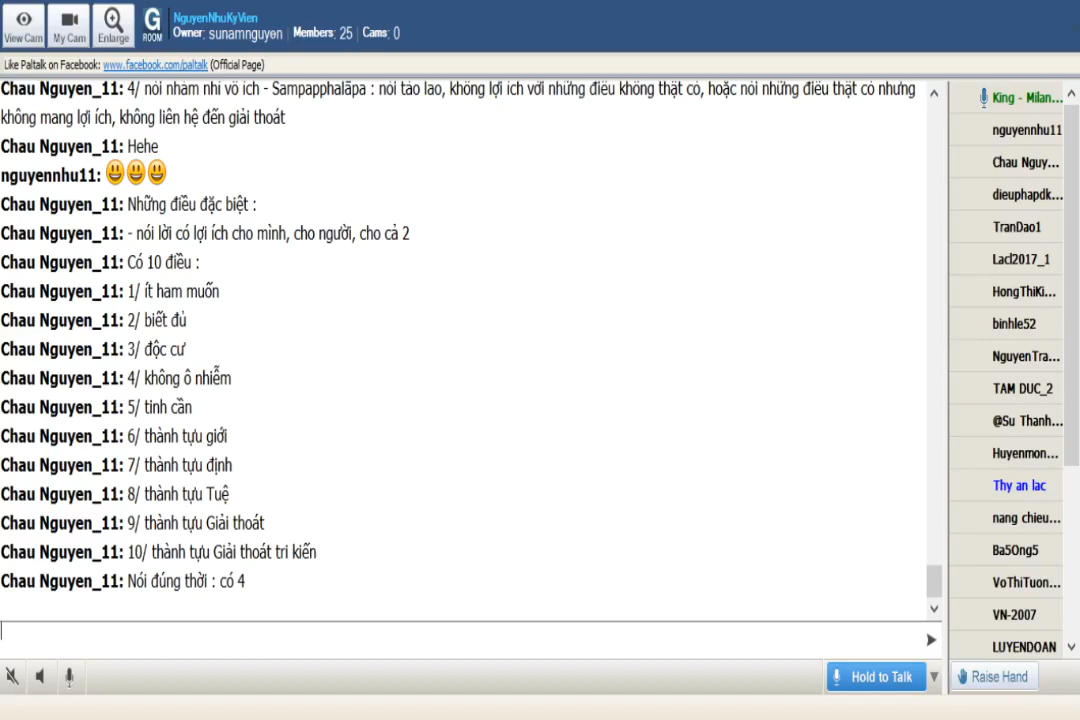 NguyenNhuKyVien
Owner: sunamnguyen | Members: 25 | Cams: 0
View Cam
My Cam
Enlarge
G
ROOM
Like Paltalk on Facebook: www.facebook.com/paltalk (Official Page)
Chau Nguyen_11: 4/ nói nhảm nhí vô ích - Sampapphalāpa : nói tào lao, không lợi ích với những điều không thật có, hoặc nói những điều thật có nhưng
không mang lợi ích, không liên hệ đến giải thoát
Chau Nguyen_11: Hehe
nguyennhu11: 😃😃😃
Chau Nguyen_11: Những điều đặc biệt :
Chau Nguyen_11: - nói lời có lợi ích cho mình, cho người, cho cả 2
Chau Nguyen_11: Có 10 điều :
Chau Nguyen_11: 1/ ít ham muốn
Chau Nguyen_11: 2/ biết đủ
Chau Nguyen_11: 3/ độc cư
Chau Nguyen_11: 4/ không ô nhiễm
Chau Nguyen_11: 5/ tinh cần
Chau Nguyen_11: 6/ thành tựu giới
Chau Nguyen_11: 7/ thành tựu định
Chau Nguyen_11: 8/ thành tựu Tuệ
Chau Nguyen_11: 9/ thành tựu Giải thoát
Chau Nguyen_11: 10/ thành tựu Giải thoát tri kiến
Chau Nguyen_11: Nói đúng thời : có 4
King - Milan...
nguyennhu11
Chau Nguy...
dieuphapdk...
TranDao1
Lacl2017_1
HongThiKi...
binhle52
NguyenTra...
TAM DUC_2
@Su Thanh...
Huyenmon...
Thy an lac
nang chieu...
Ba5Ong5
VoThiTuon...
VN-2007
LUYENDOAN
Hold to Talk
Raise Hand